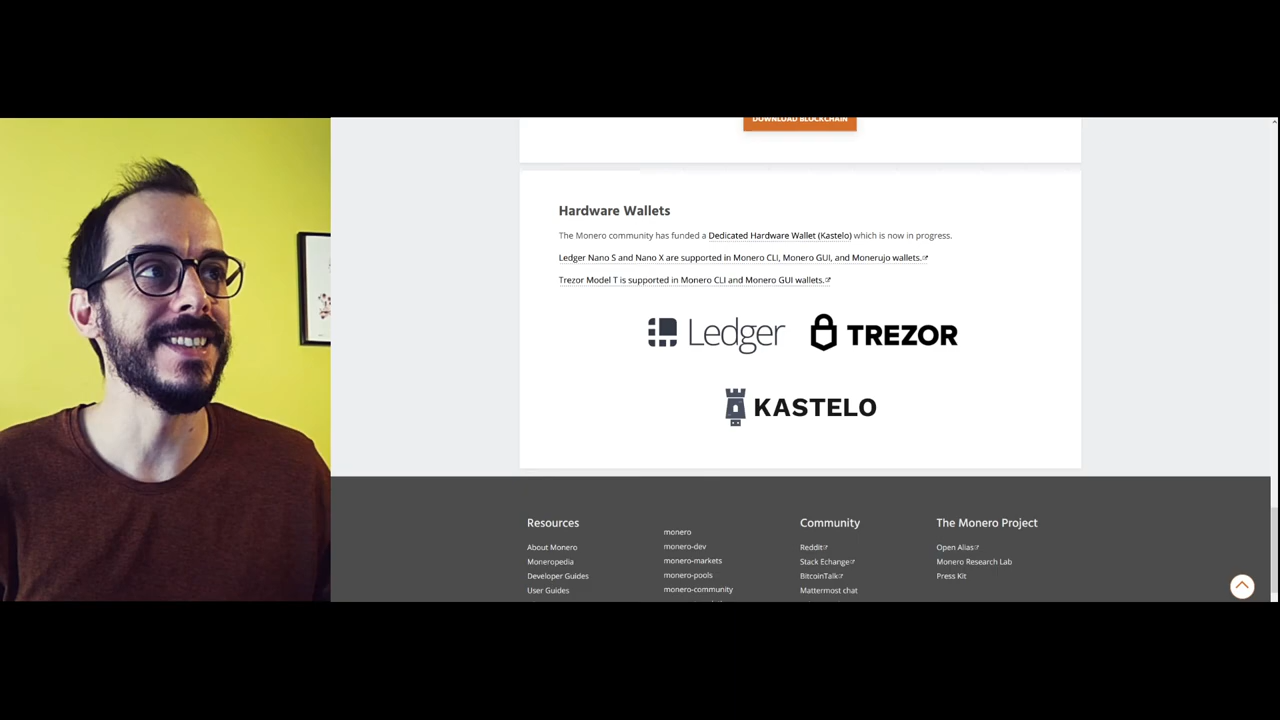 DOWNLOAD BLOCKCHAIN
Hardware Wallets
The Monero community has funded a Dedicated Hardware Wallet (Kastelo) which is now in progress.
Ledger Nano S and Nano X are supported in Monero CLI, Monero GUI, and Monerujo wallets.
Trezor Model T is supported in Monero CLI and Monero GUI wallets.
Ledger
TREZOR
KASTELO
Resources
About Monero
Moneropedia
Developer Guides
User Guides
monero
monero-dev
monero-markets
monero-pools
monero-community
Community
Reddit
Stack Echange
BitcoinTalk
Mattermost chat
The Monero Project
Open Alias
Monero Research Lab
Press Kit